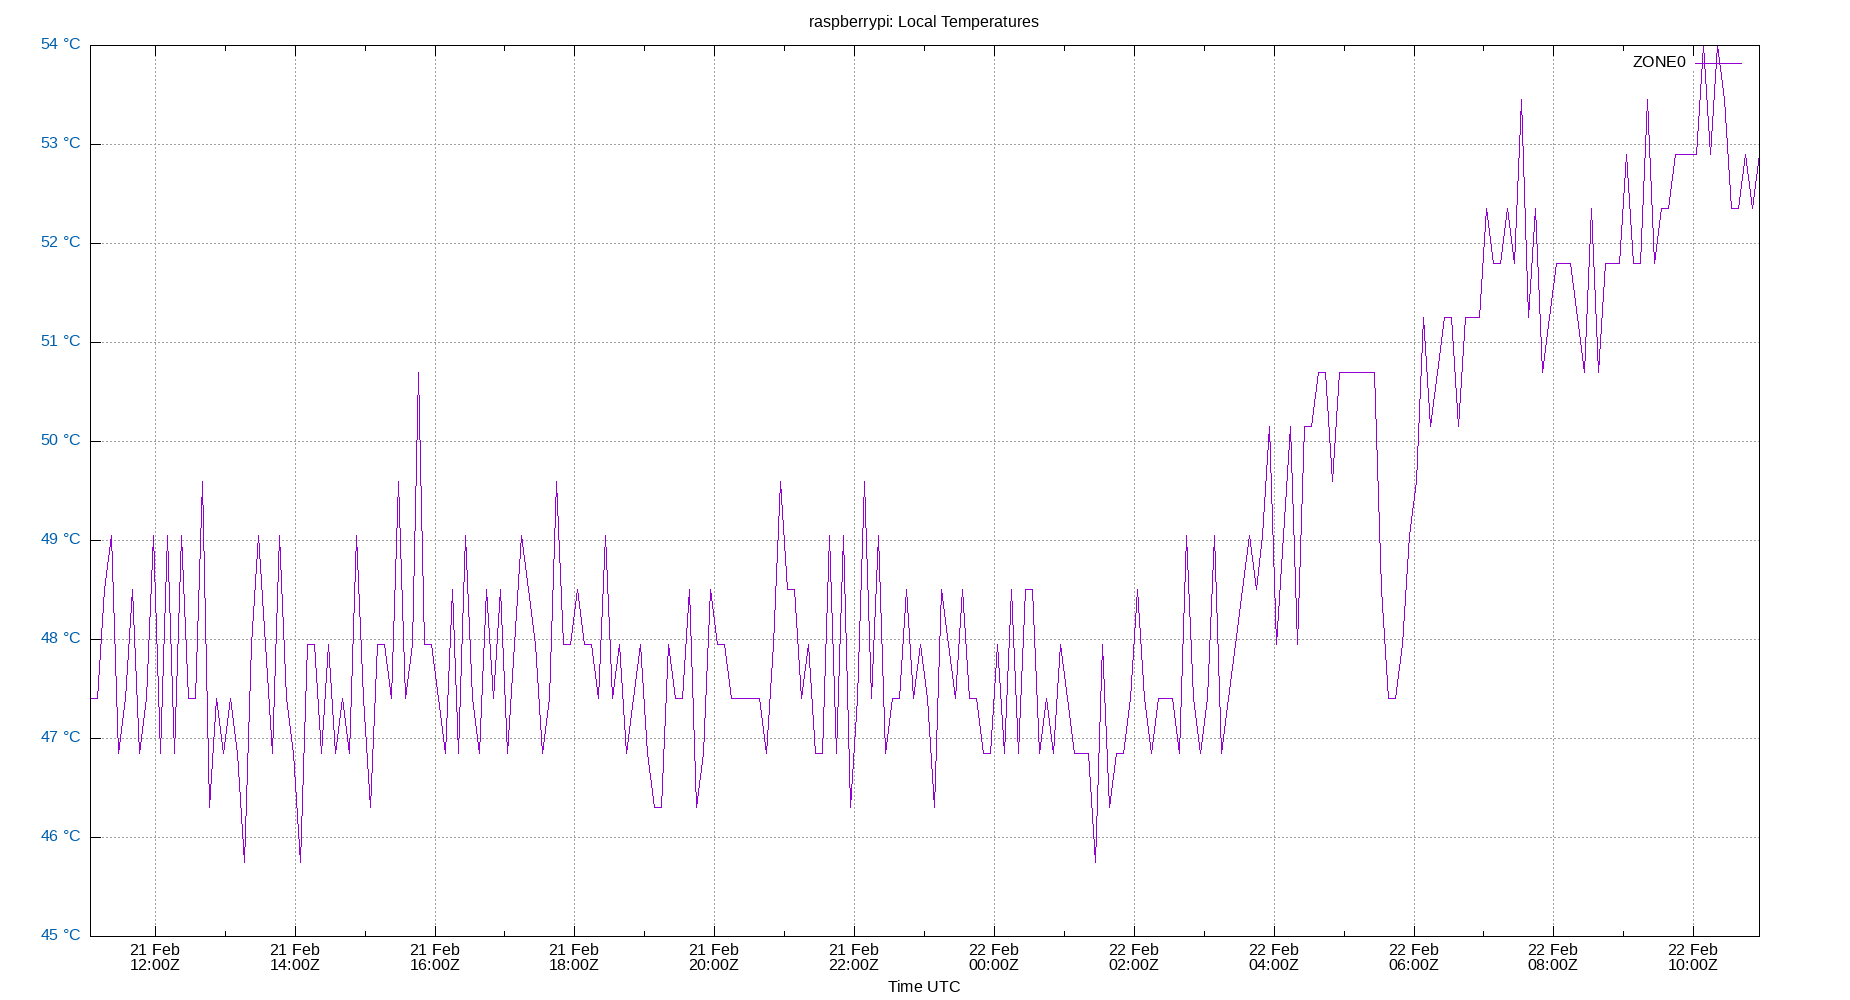 raspberrypi: Local Temperatures
54 °C
ZONE0
53 °C
52 °C
51 °C
50 °C
49 °C
48 °C
47 °C
46 °C
45 °C
21 Feb 21 Feb 21 Feb 21 Feb 21 Feb 21 Feb 22 Feb 22 Feb 22 Feb 22 Feb 22 Feb 22 Feb
12:00Z 14:00Z 16:00Z 18:00Z 20:00Z 22:00Z 00:00Z 02:00Z 04:00Z 06:00Z 08:00Z 10:00Z
Time UTC